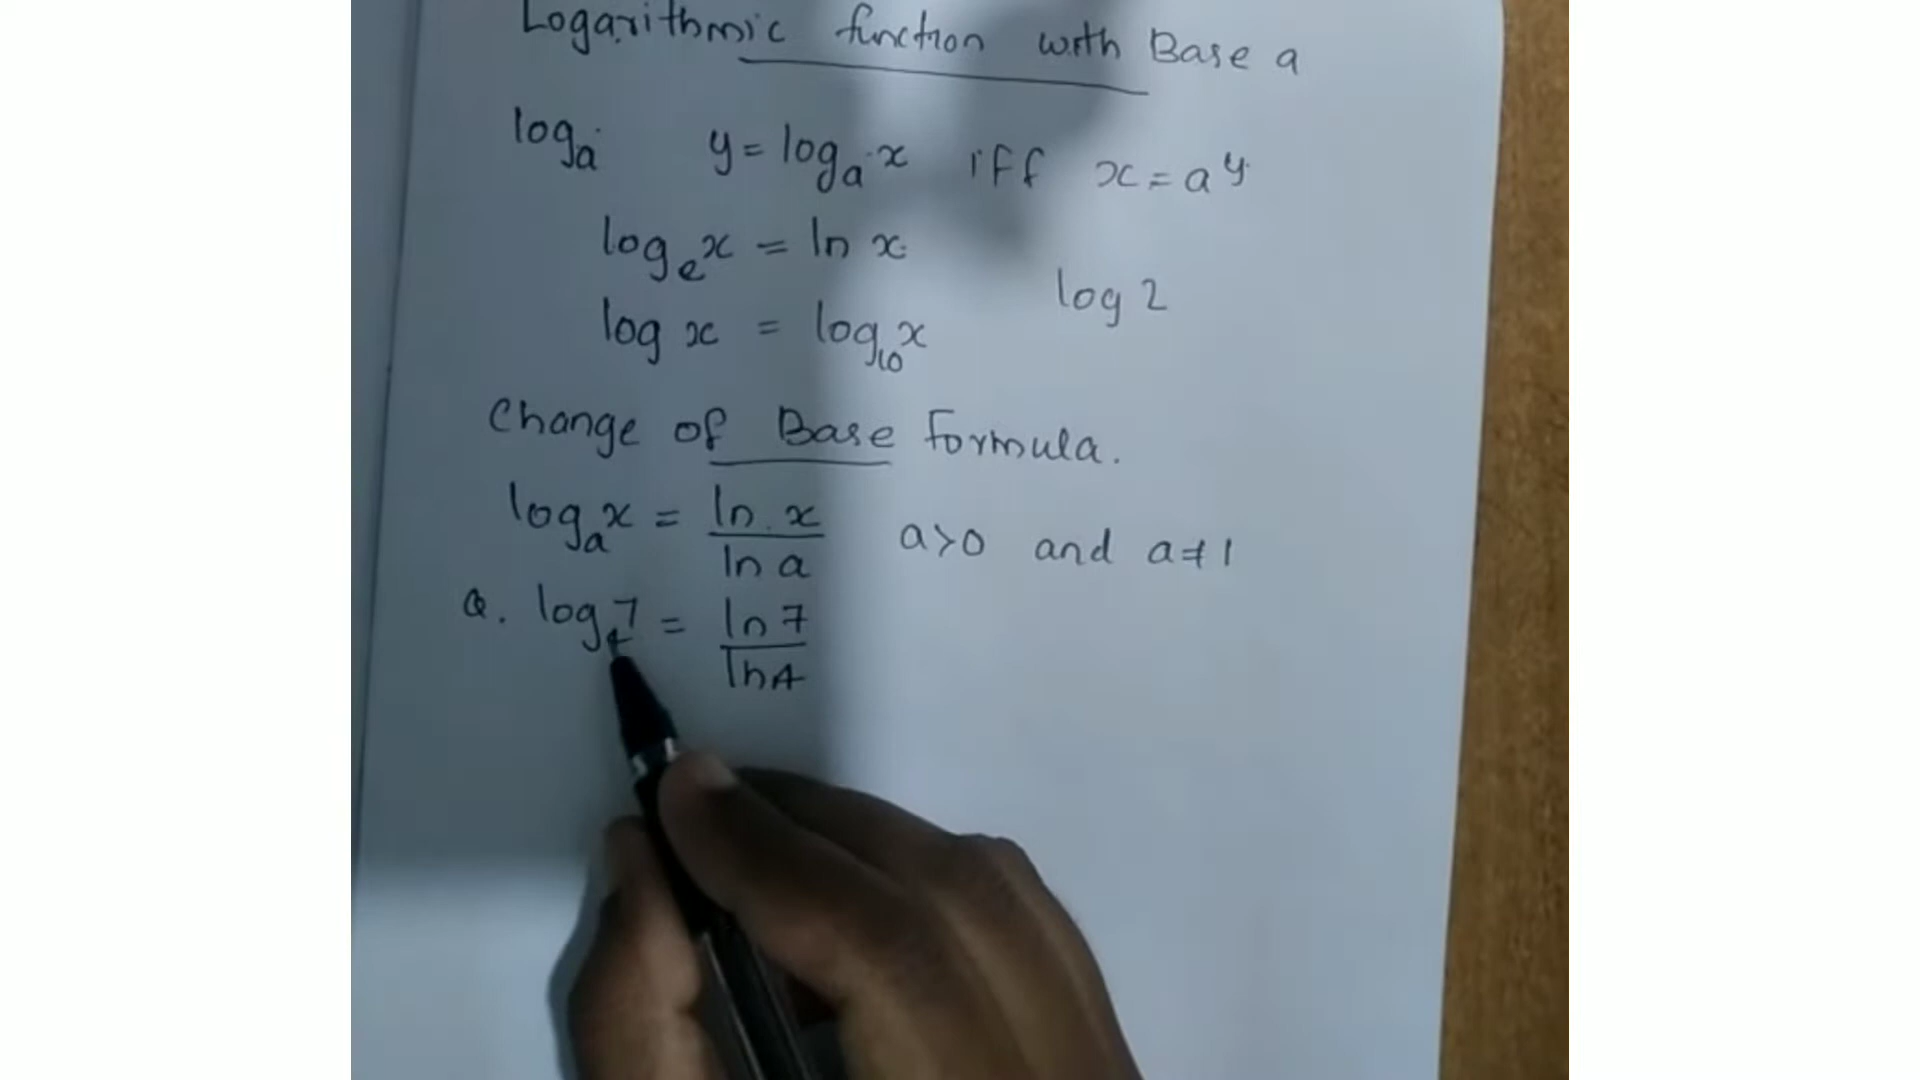 Logarithmic function with Base a
logₐ y = logₐ x iff x = a^y
logₑ x = ln x
log 2
log x = log₁₀ x
Change of Base Formula.
logₐ x = ln x / ln a a>0 and a≠1
Q. log₄ 7 = ln 7 / ln 4